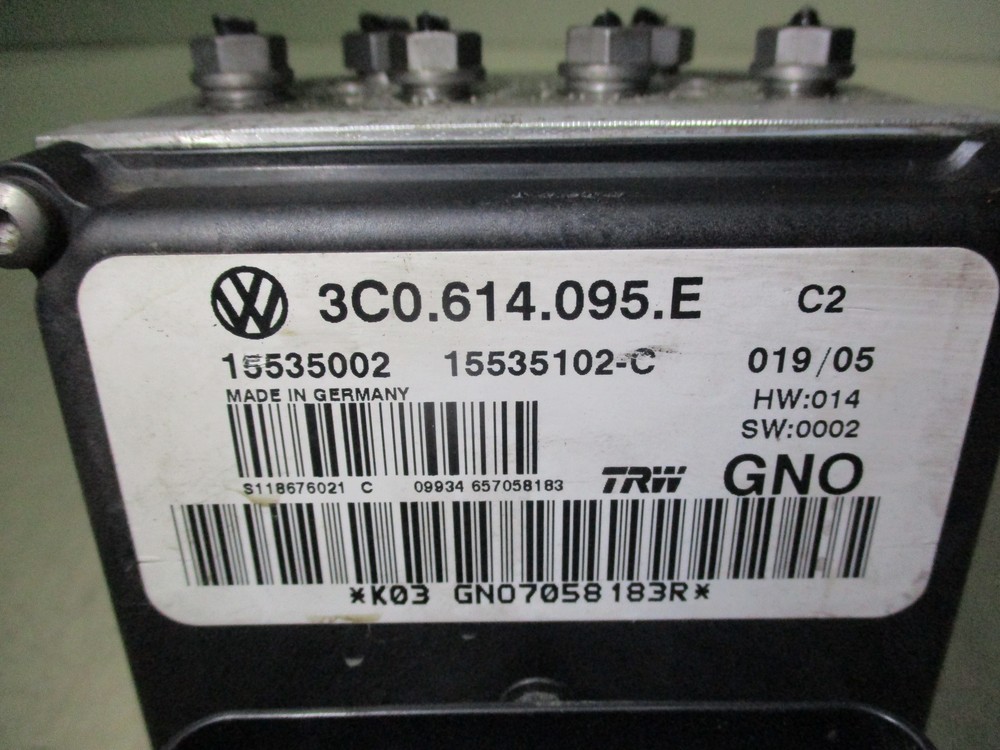 3C0.614.095.E C2
15535002 15535102-C 019/05
MADE IN GERMANY HW:014
SW:0002
S118676021 C 09934 657058183 TRW GNO
*K03 GNO7058183R*